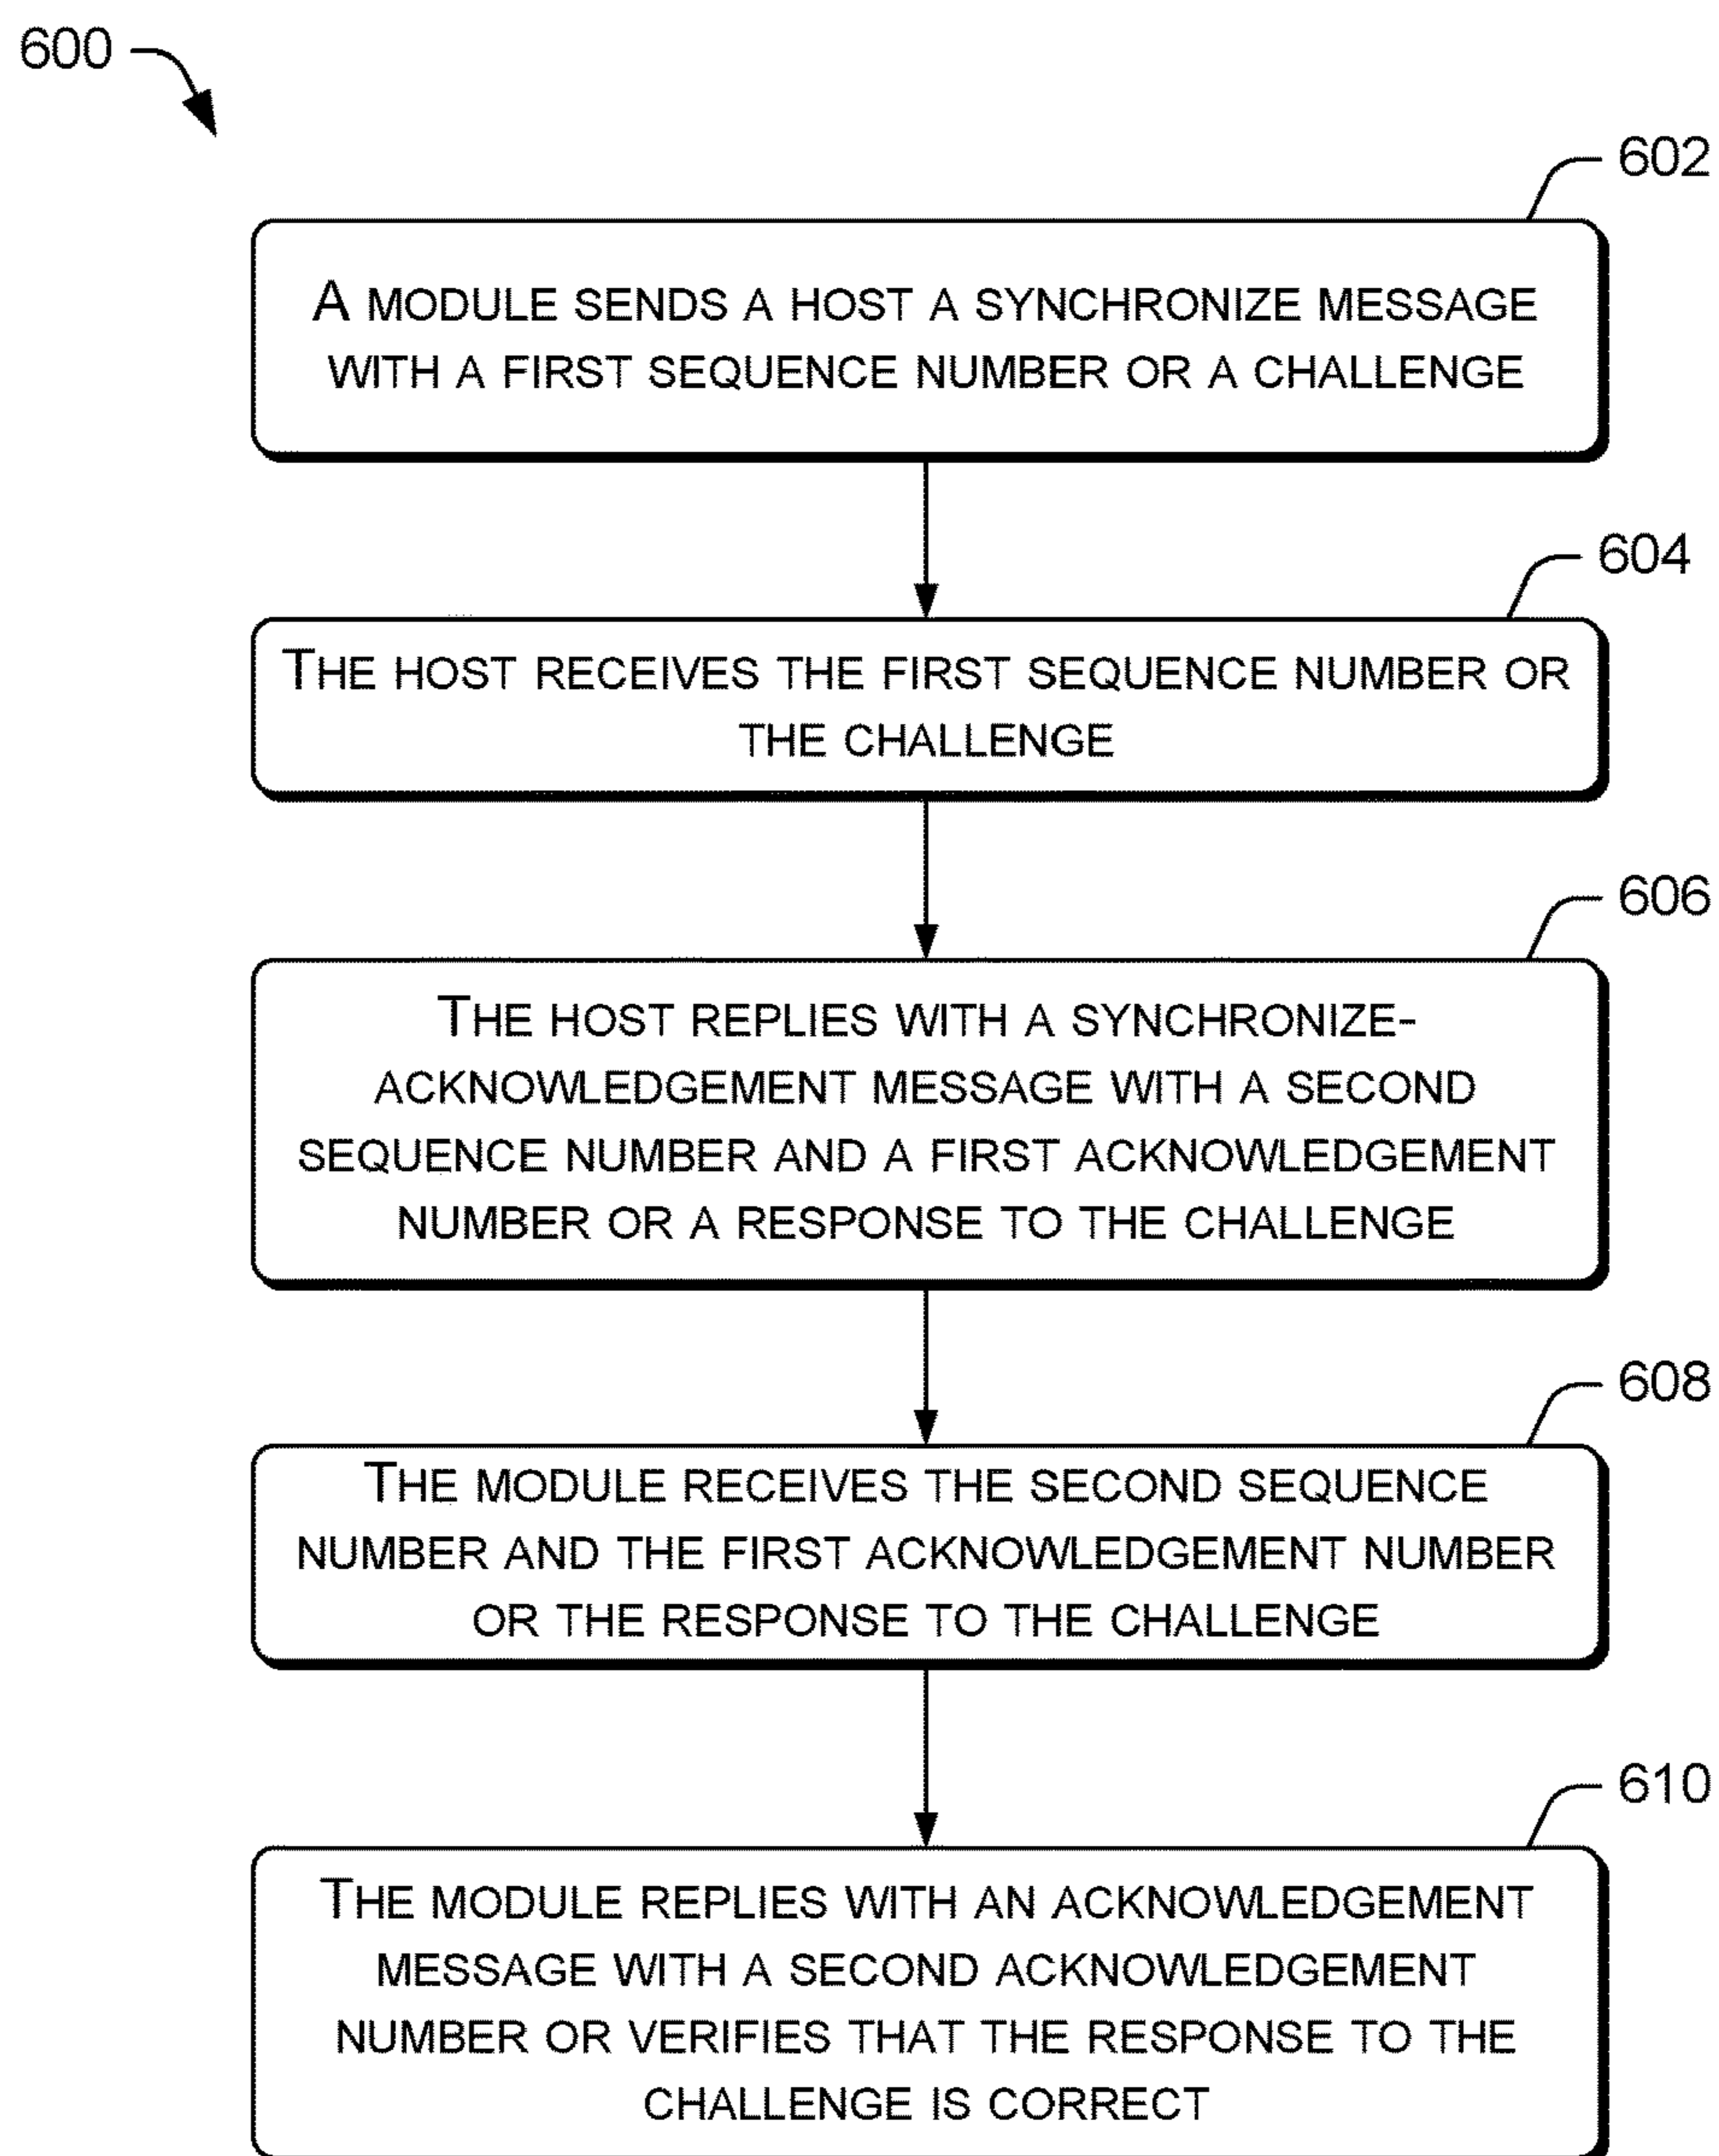 600
602
A MODULE SENDS A HOST A SYNCHRONIZE MESSAGE
WITH A FIRST SEQUENCE NUMBER OR A CHALLENGE
604
THE HOST RECEIVES THE FIRST SEQUENCE NUMBER OR
THE CHALLENGE
606
THE HOST REPLIES WITH A SYNCHRONIZE-
ACKNOWLEDGEMENT MESSAGE WITH A SECOND
SEQUENCE NUMBER AND A FIRST ACKNOWLEDGEMENT
NUMBER OR A RESPONSE TO THE CHALLENGE
608
THE MODULE RECEIVES THE SECOND SEQUENCE
NUMBER AND THE FIRST ACKNOWLEDGEMENT NUMBER
OR THE RESPONSE TO THE CHALLENGE
610
THE MODULE REPLIES WITH AN ACKNOWLEDGEMENT
MESSAGE WITH A SECOND ACKNOWLEDGEMENT
NUMBER OR VERIFIES THAT THE RESPONSE TO THE
CHALLENGE IS CORRECT